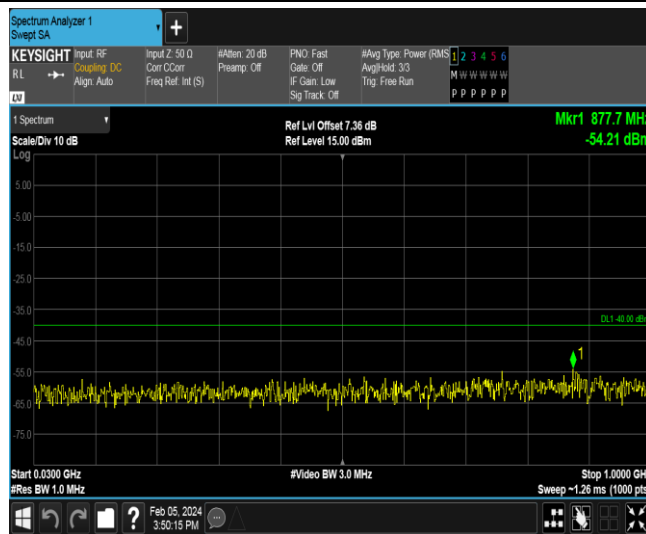 Spectrum Analyzer 1
Swept SA
+
KEYSIGHT
RL
LXI
Input: RF
Coupling: DC
Align: Auto
Input Z: 50 Ω
Corr CCorr
Freq Ref: Int (S)
#Atten: 20 dB
Preamp: Off
PNO: Fast
Gate: Off
IF Gain: Low
Sig Track: Off
#Avg Type: Power (RMS
Avg|Hold: 3/3
Trig: Free Run
1 2 3 4 5 6
M W W W W W
P P P P P P
1 Spectrum
Scale/Div 10 dB
Log
Ref Lvl Offset 7.36 dB
Ref Level 15.00 dBm
Mkr1 877.7 MHz
-54.21 dBm
5.00
-5.00
-15.0
-25.0
-35.0
DL1 -40.00 dBm
-45.0
1
-55.0
-65.0
-75.0
Start 0.0300 GHz
#Res BW 1.0 MHz
#Video BW 3.0 MHz
Stop 1.0000 GHz
Sweep ~1.26 ms (1000 pts)
?
Feb 05, 2024
3:50:15 PM